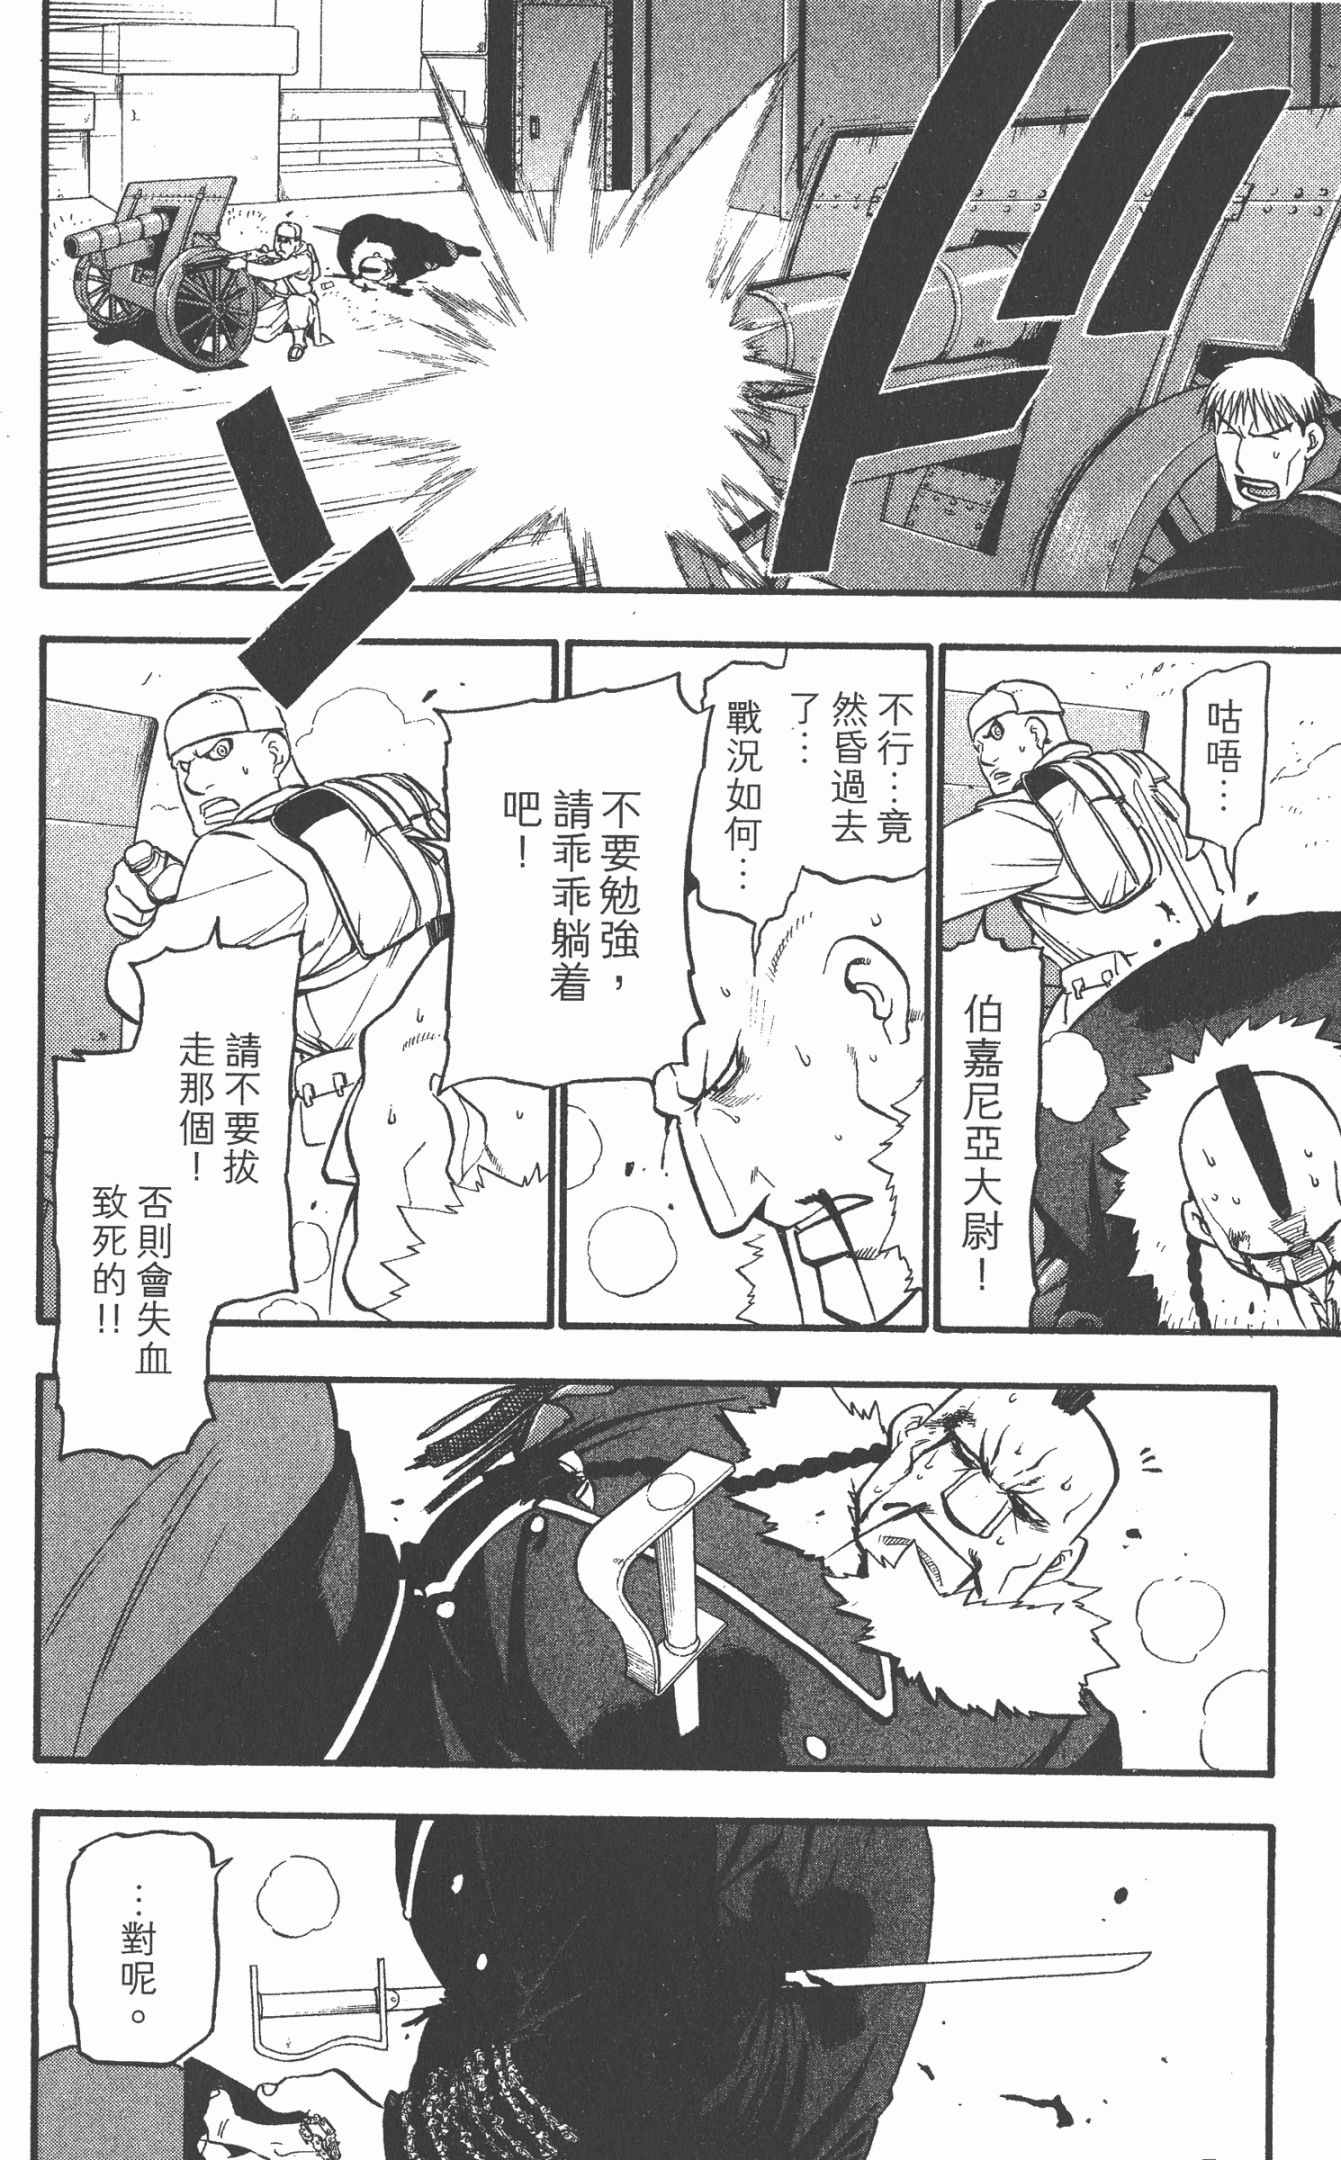 ドン
咕唔…
伯嘉尼亞大尉！
不行…竟
然昏過去
了…
戰況如何…
不要勉強，
請乖乖躺着
吧！
請不要拔
走那個！
否則會失血
致死的!!
…對呢。